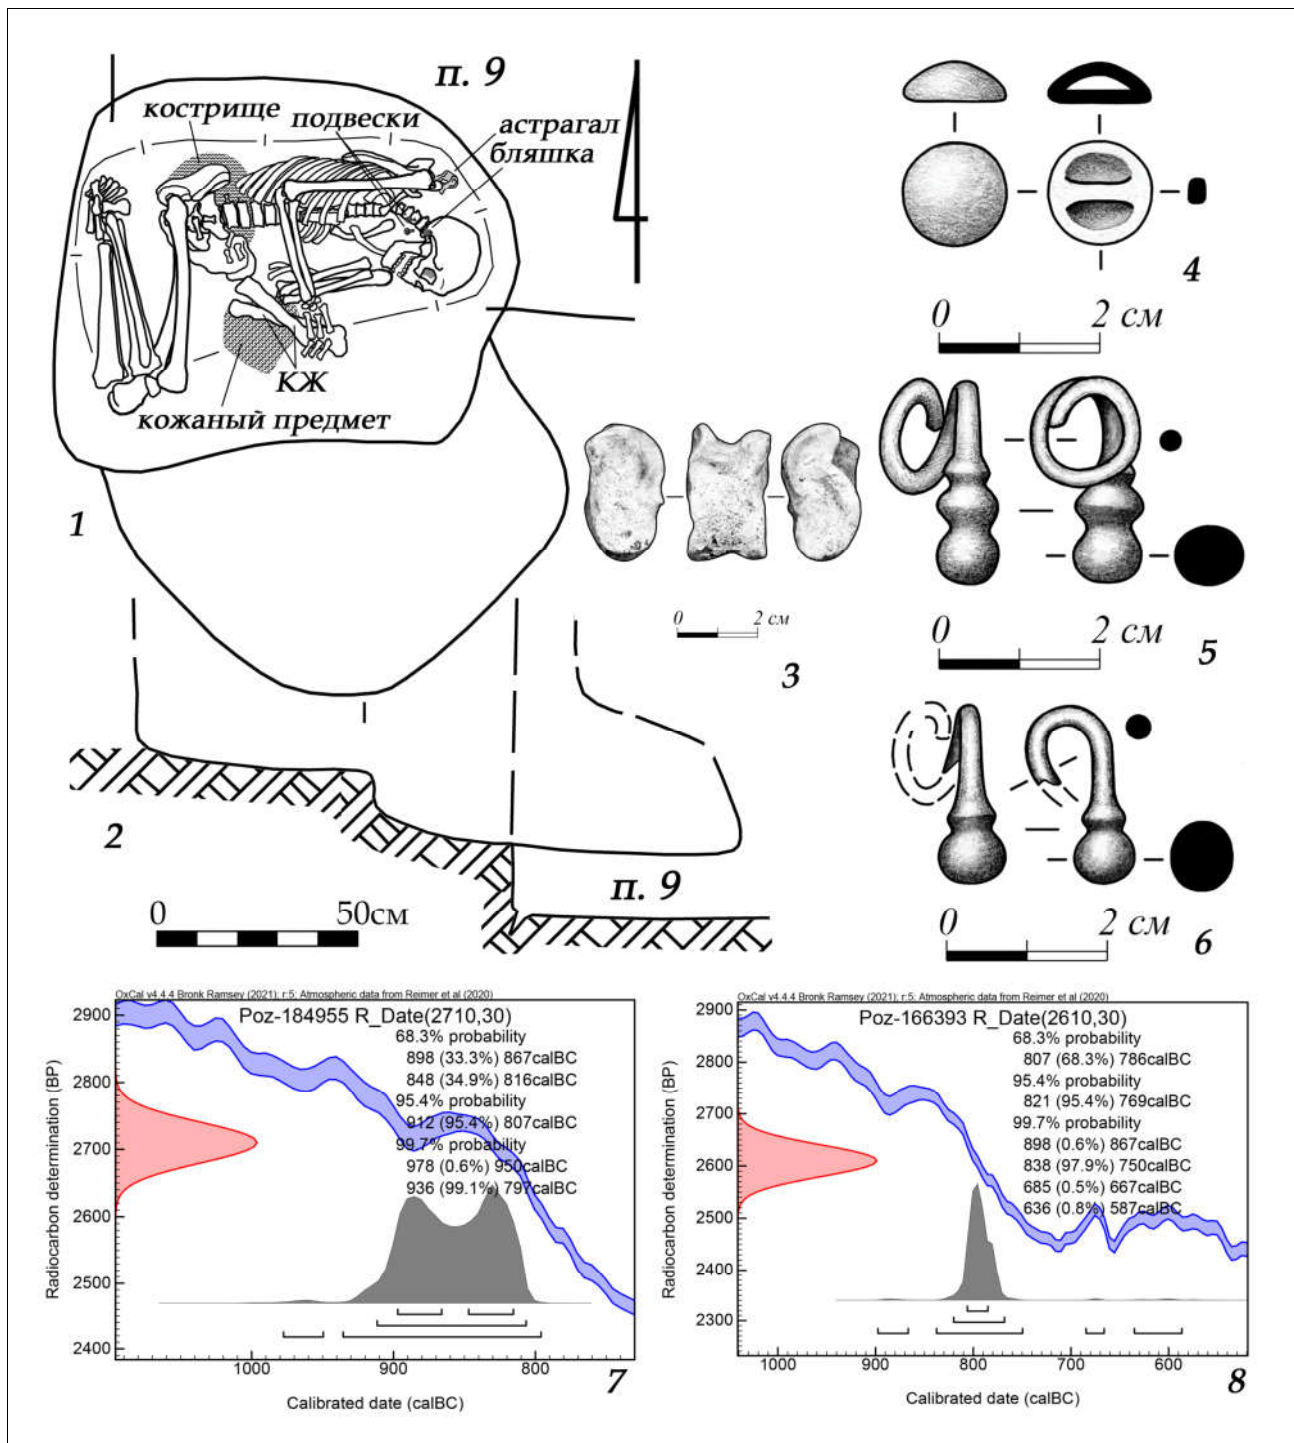 п. 9
кострище
подвески
астрагал
бляшка
КЖ
кожаный предмет
1
2
п. 9
0 50см
0 2 см
3
4
0 2 см
0 2 см
5
0 2 см
6
OxCal v4.4.4 Bronk Ramsey (2021); r:5; Atmospheric data from Reimer et al (2020)
Poz-184955 R_Date(2710,30)
68.3% probability
898 (33.3%) 867calBC
848 (34.9%) 816calBC
95.4% probability
912 (95.4%) 807calBC
99.7% probability
978 (0.6%) 950calBC
936 (99.1%) 797calBC
Radiocarbon determination (BP)
2900
2800
2700
2600
2500
2400
1000 900 800
Calibrated date (calBC)
7
OxCal v4.4.4 Bronk Ramsey (2021); r:5; Atmospheric data from Reimer et al (2020)
Poz-166393 R_Date(2610,30)
68.3% probability
807 (68.3%) 786calBC
95.4% probability
821 (95.4%) 769calBC
99.7% probability
898 (0.6%) 867calBC
838 (97.9%) 750calBC
685 (0.5%) 667calBC
636 (0.8%) 587calBC
Radiocarbon determination (BP)
2900
2800
2700
2600
2500
2400
2300
1000 900 800 700 600
Calibrated date (calBC)
8